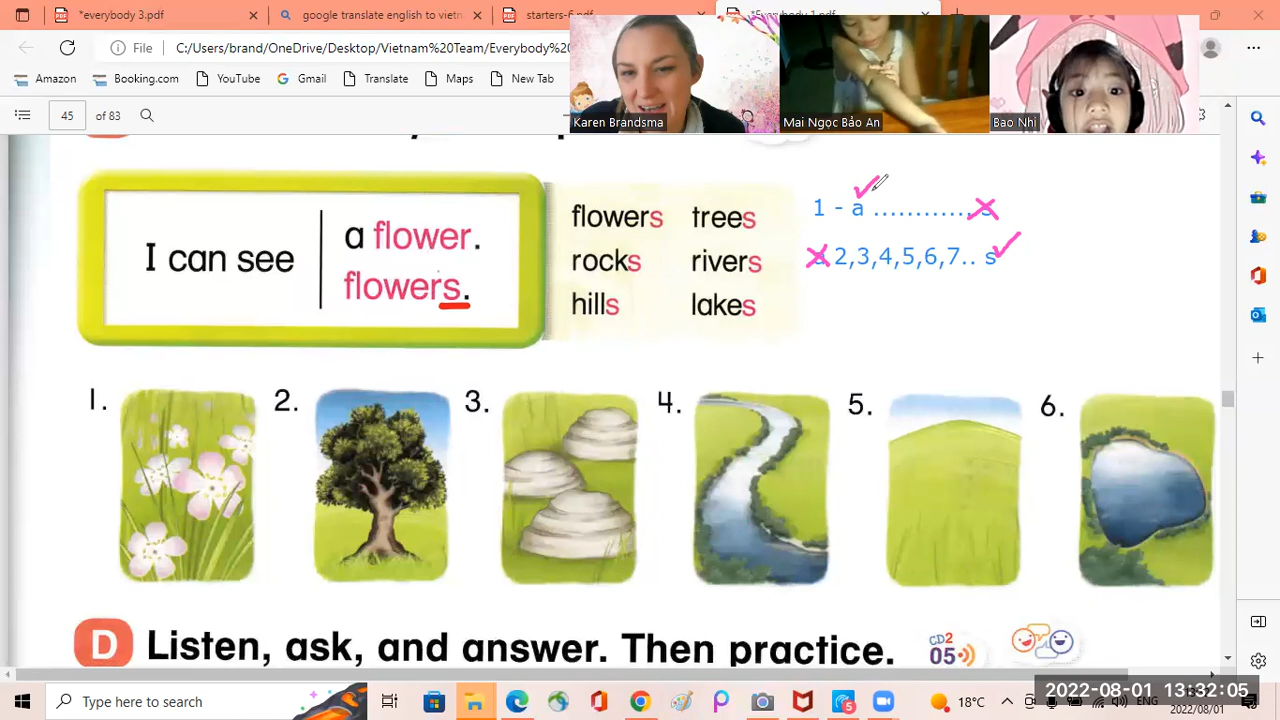 everybody 3.pdf
google translate english to vietn
starters-
File
C:/Users/brand/OneDrive/Desktop/Vietnam%20Team/Everybody%20
Amazon
Booking.com
YouTube
Gmail
Translate
Maps
New Tab
45
of 83
Karen Brandsma
Mai Ngọc Bảo An
Bao Nhi
I can see
a flower.
flowers.
flowers trees
rocks rivers
hills lakes
1 - a ............. s
a 2,3,4,5,6,7.. s
1.
2.
3.
4.
5.
6.
D Listen, ask, and answer. Then practice.
CD2
05
Type here to search
5
18°C
ENG
2022-08-01 13:32:05
2022/08/01